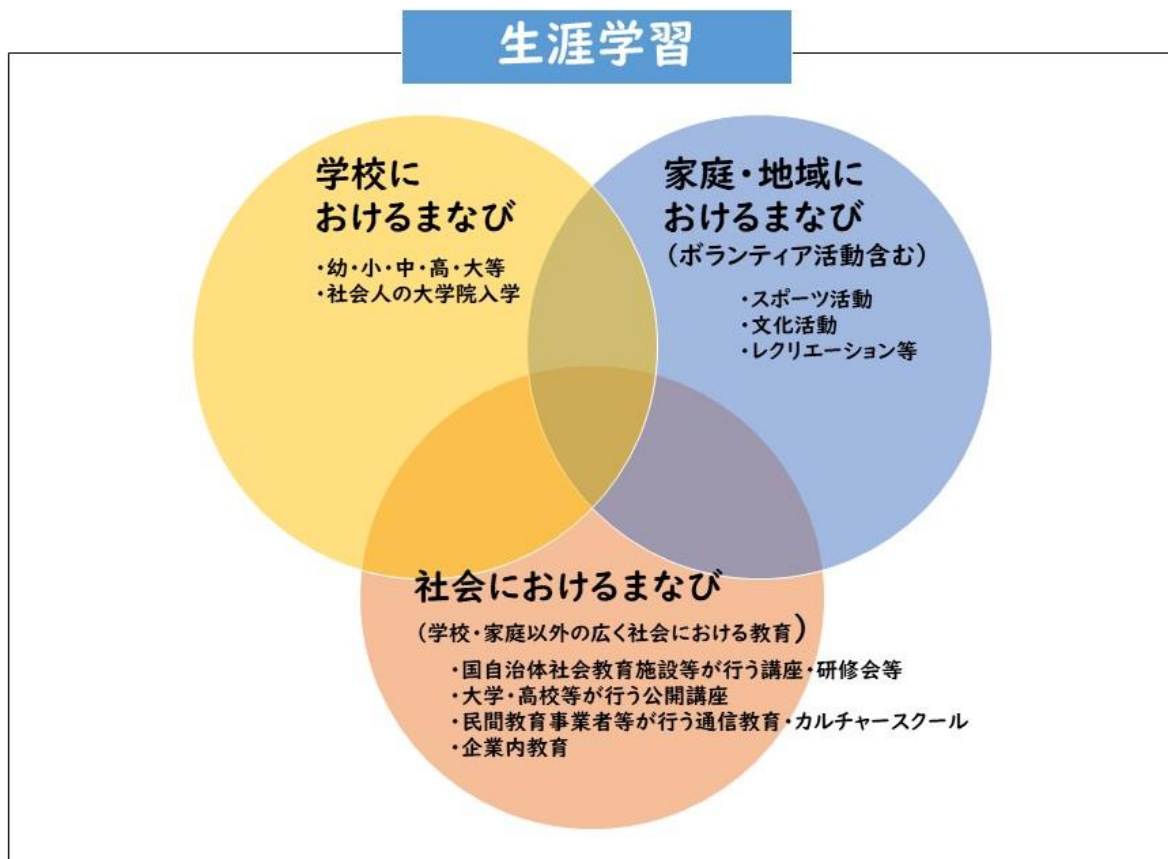 生涯学習
学校に
おけるまなび
・幼・小・中・高・大等
・社会人の大学院入学
家庭・地域に
おけるまなび
(ボランティア活動含む)
・スポーツ活動
・文化活動
・レクリエーション等
社会におけるまなび
(学校・家庭以外の広く社会における教育)
・国自治体社会教育施設等が行う講座・研修会等
・大学・高校等が行う公開講座
・民間教育事業者等が行う通信教育・カルチャースクール
・企業内教育